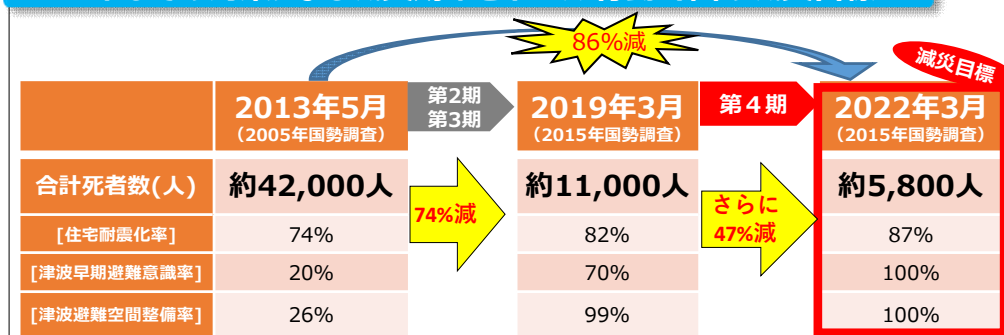 86%減
減災目標
2013年5月
(2005年国勢調査)
第2期
第3期
2019年3月
(2015年国勢調査)
第4期
2022年3月
(2015年国勢調査)
合計死者数(人)
約42,000人
74%減
約11,000人
さらに
47%減
約5,800人
[住宅耐震化率]
74%
82%
87%
[津波早期避難意識率]
20%
70%
100%
[津波避難空間整備率]
26%
99%
100%